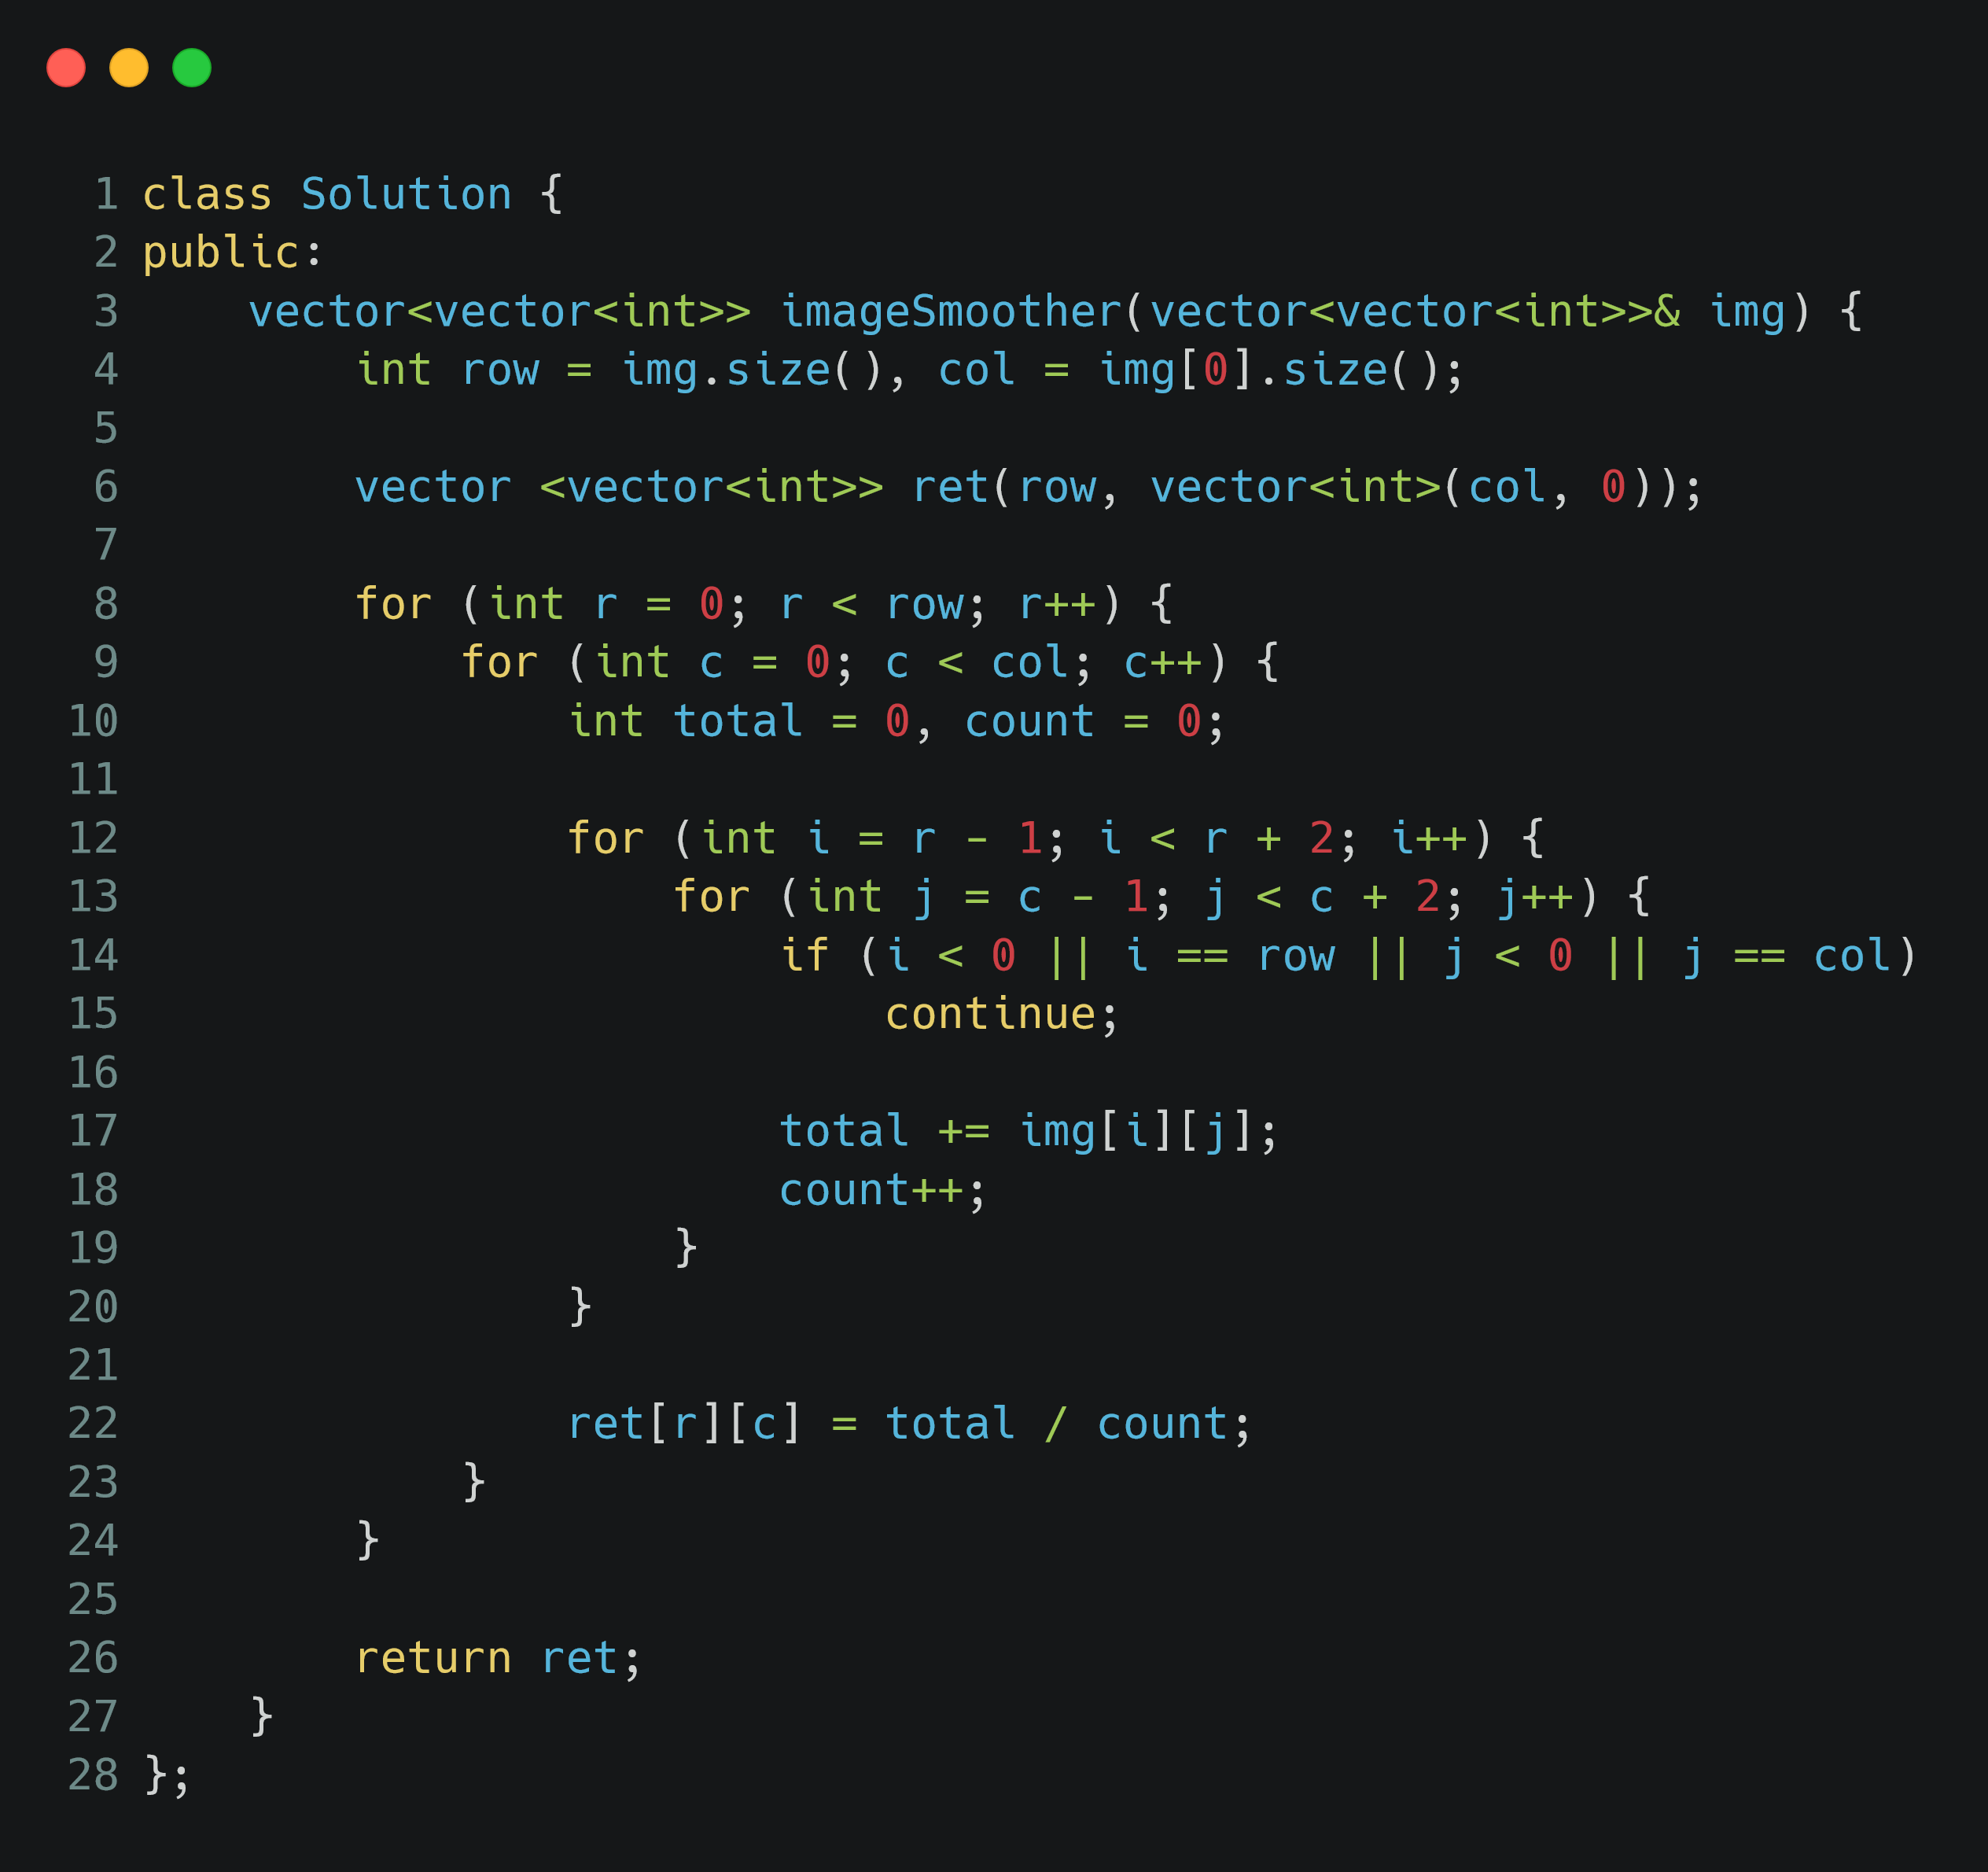 1 class Solution {
2 public:
3     vector<vector<int>> imageSmoother(vector<vector<int>>& img) {
4         int row = img.size(), col = img[0].size();
5
6         vector <vector<int>> ret(row, vector<int>(col, 0));
7
8         for (int r = 0; r < row; r++) {
9             for (int c = 0; c < col; c++) {
10                 int total = 0, count = 0;
11
12                 for (int i = r - 1; i < r + 2; i++) {
13                     for (int j = c - 1; j < c + 2; j++) {
14                         if (i < 0 || i == row || j < 0 || j == col)
15                             continue;
16
17                         total += img[i][j];
18                         count++;
19                     }
20                 }
21
22                 ret[r][c] = total / count;
23             }
24         }
25
26         return ret;
27     }
28 };